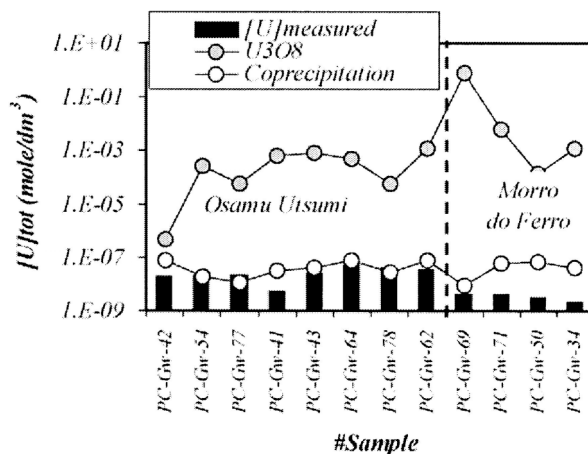 [U]measured
U3O8
Coprecipitation
1.E+01
1.E-01
1.E-03
1.E-05
1.E-07
1.E-09
[U]tot (mole/dm³)
Osamu Utsumi
Morro
do Ferro
PC-Gw-42
PC-Gw-54
PC-Gw-77
PC-Gw-41
PC-Gw-43
PC-Gw-64
PC-Gw-78
PC-Gw-62
PC-Gw-69
PC-Gw-71
PC-Gw-50
PC-Gw-34
#Sample